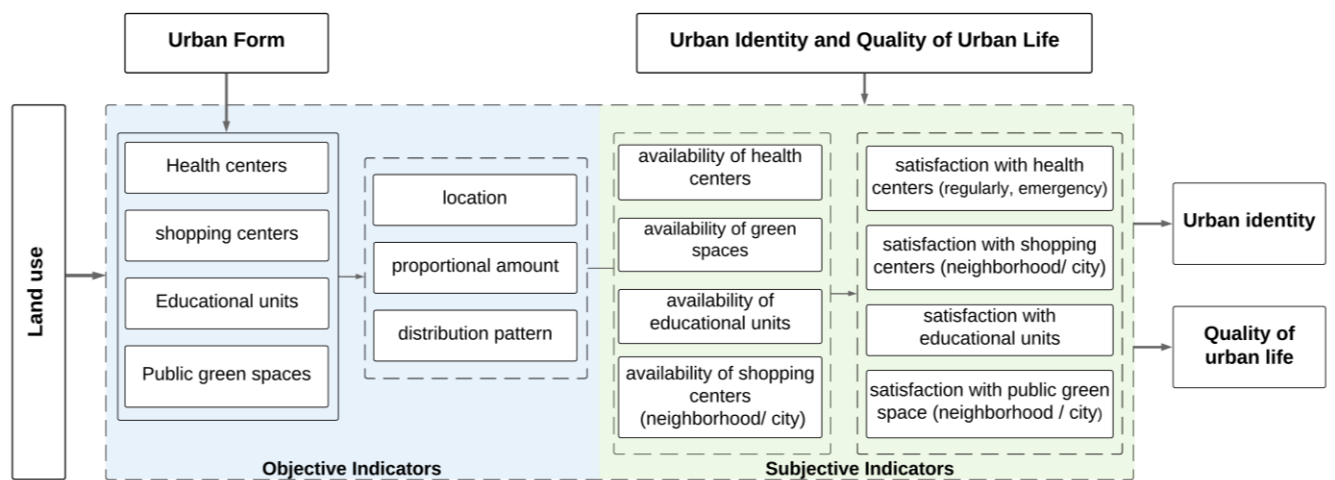 Urban Form
Urban Identity and Quality of Urban Life
Land use
Health centers
shopping centers
Educational units
Public green spaces
location
proportional amount
distribution pattern
Objective Indicators
availability of health
centers
availability of green
spaces
availability of
educational units
availability of shopping
centers
(neighborhood/ city)
satisfaction with health
centers (regularly, emergency)
satisfaction with shopping
centers (neighborhood/ city)
satisfaction with
educational units
satisfaction with public green
space (neighborhood / city)
Subjective Indicators
Urban identity
Quality of
urban life